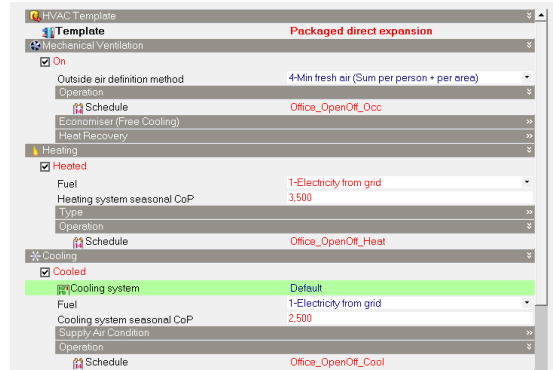 HVAC Template
Template Packaged direct expansion
Mechanical Ventilation
On
Outside air definition method 4-Min fresh air (Sum per person + per area)
Operation
Schedule Office_OpenOff_Occ
Economiser (Free Cooling)
Heat Recovery
Heating
Heated
Fuel 1-Electricity from grid
Heating system seasonal CoP 3,500
Type
Operation
Schedule Office_OpenOff_Heat
Cooling
Cooled
Cooling system Default
Fuel 1-Electricity from grid
Cooling system seasonal CoP 2,500
Supply Air Condition
Operation
Schedule Office_OpenOff_Cool